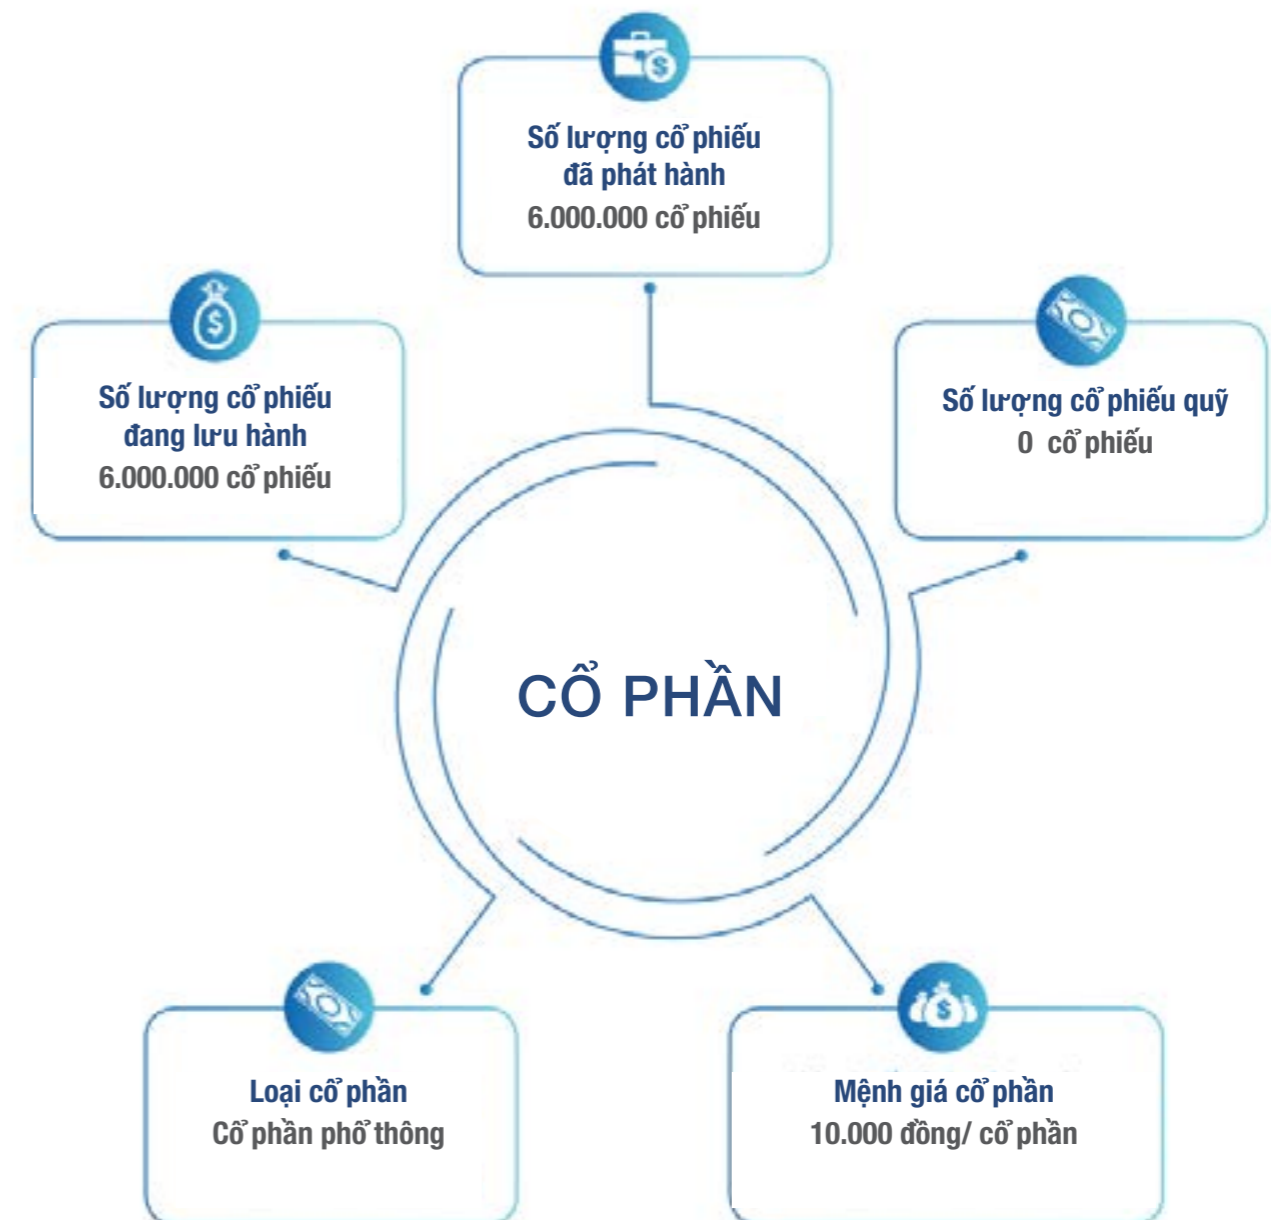 Số lượng cổ phiếu
đã phát hành
6.000.000 cổ phiếu
Số lượng cổ phiếu
đang lưu hành
6.000.000 cổ phiếu
Số lượng cổ phiếu quỹ
0 cổ phiếu
CỔ PHẦN
Loại cổ phần
Cổ phần phổ thông
Mệnh giá cổ phần
10.000 đồng/ cổ phần